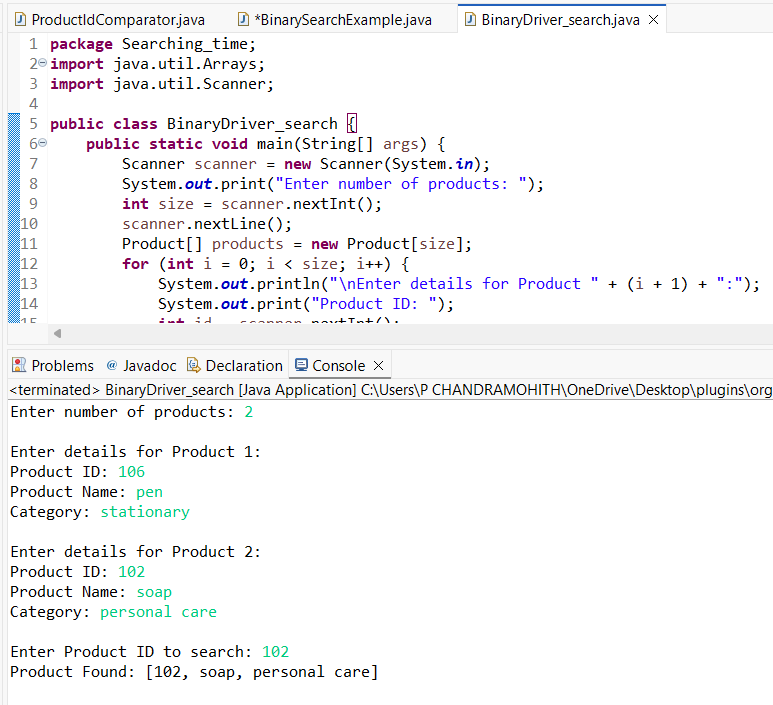 ProductIdComparator.java *BinarySearchExample.java BinaryDriver_search.java
1 package Searching_time;
2 import java.util.Arrays;
3 import java.util.Scanner;
4
5 public class BinaryDriver_search {
6 public static void main(String[] args) {
7 Scanner scanner = new Scanner(System.in);
8 System.out.print("Enter number of products: ");
9 int size = scanner.nextInt();
10 scanner.nextLine();
11 Product[] products = new Product[size];
12 for (int i = 0; i < size; i++) {
13 System.out.println("\nEnter details for Product " + (i + 1) + ":");
14 System.out.print("Product ID: ");
15 int id = scanner.nextInt();
Problems @ Javadoc Declaration Console
<terminated> BinaryDriver_search [Java Application] C:\Users\P CHANDRAMOHITH\OneDrive\Desktop\plugins\org
Enter number of products: 2
Enter details for Product 1:
Product ID: 106
Product Name: pen
Category: stationary
Enter details for Product 2:
Product ID: 102
Product Name: soap
Category: personal care
Enter Product ID to search: 102
Product Found: [102, soap, personal care]